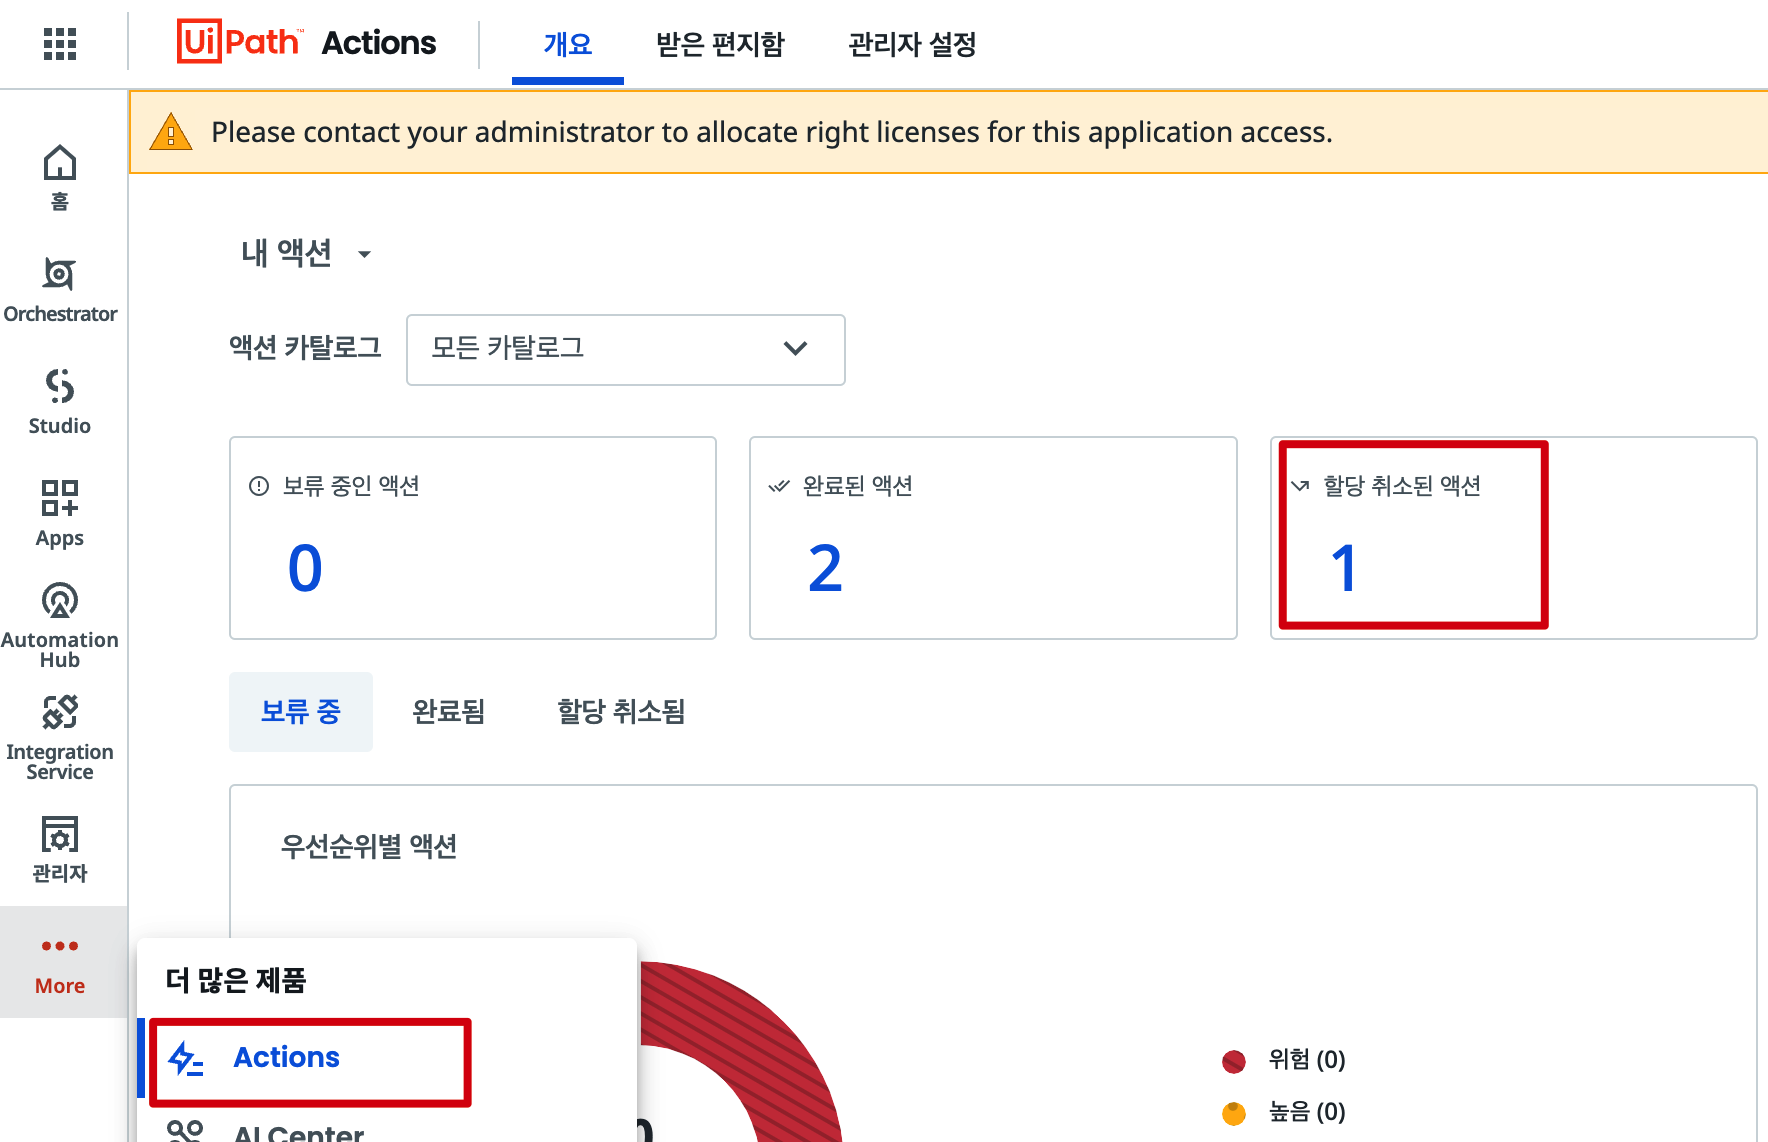 UiPath™ Actions 개요 받은 편지함 관리자 설정
Please contact your administrator to allocate right licenses for this application access.
홈
Orchestrator
Studio
Apps
Automation
Hub
Integration
Service
관리자
More
내 액션
액션 카탈로그 모든 카탈로그
보류 중인 액션
0
완료된 액션
2
할당 취소된 액션
1
보류 중 완료됨 할당 취소됨
우선순위별 액션
더 많은 제품
Actions
AI Center
0
위험 (0)
높음 (0)